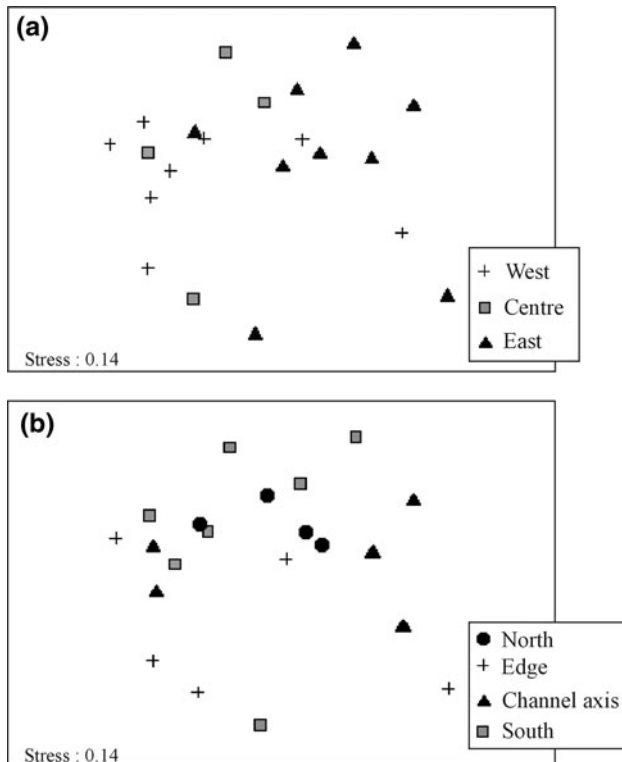 (a)
West
Centre
East
Stress : 0.14
(b)
North
Edge
Channel axis
South
Stress : 0.14